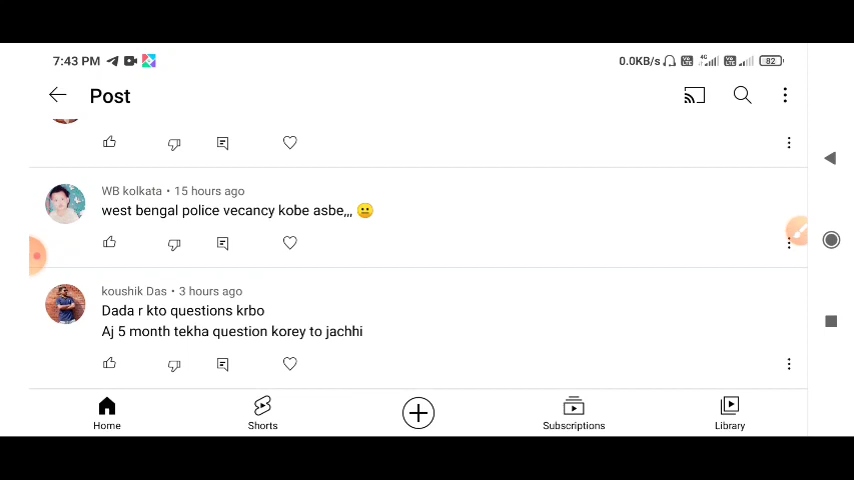 7:43 PM
0.0KB/s
4G
82
Post
WB kolkata • 15 hours ago
west bengal police vecancy kobe asbe,,, 😐
koushik Das • 3 hours ago
Dada r kto questions krbo
Aj 5 month tekha question korey to jachhi
Home
Shorts
Subscriptions
Library